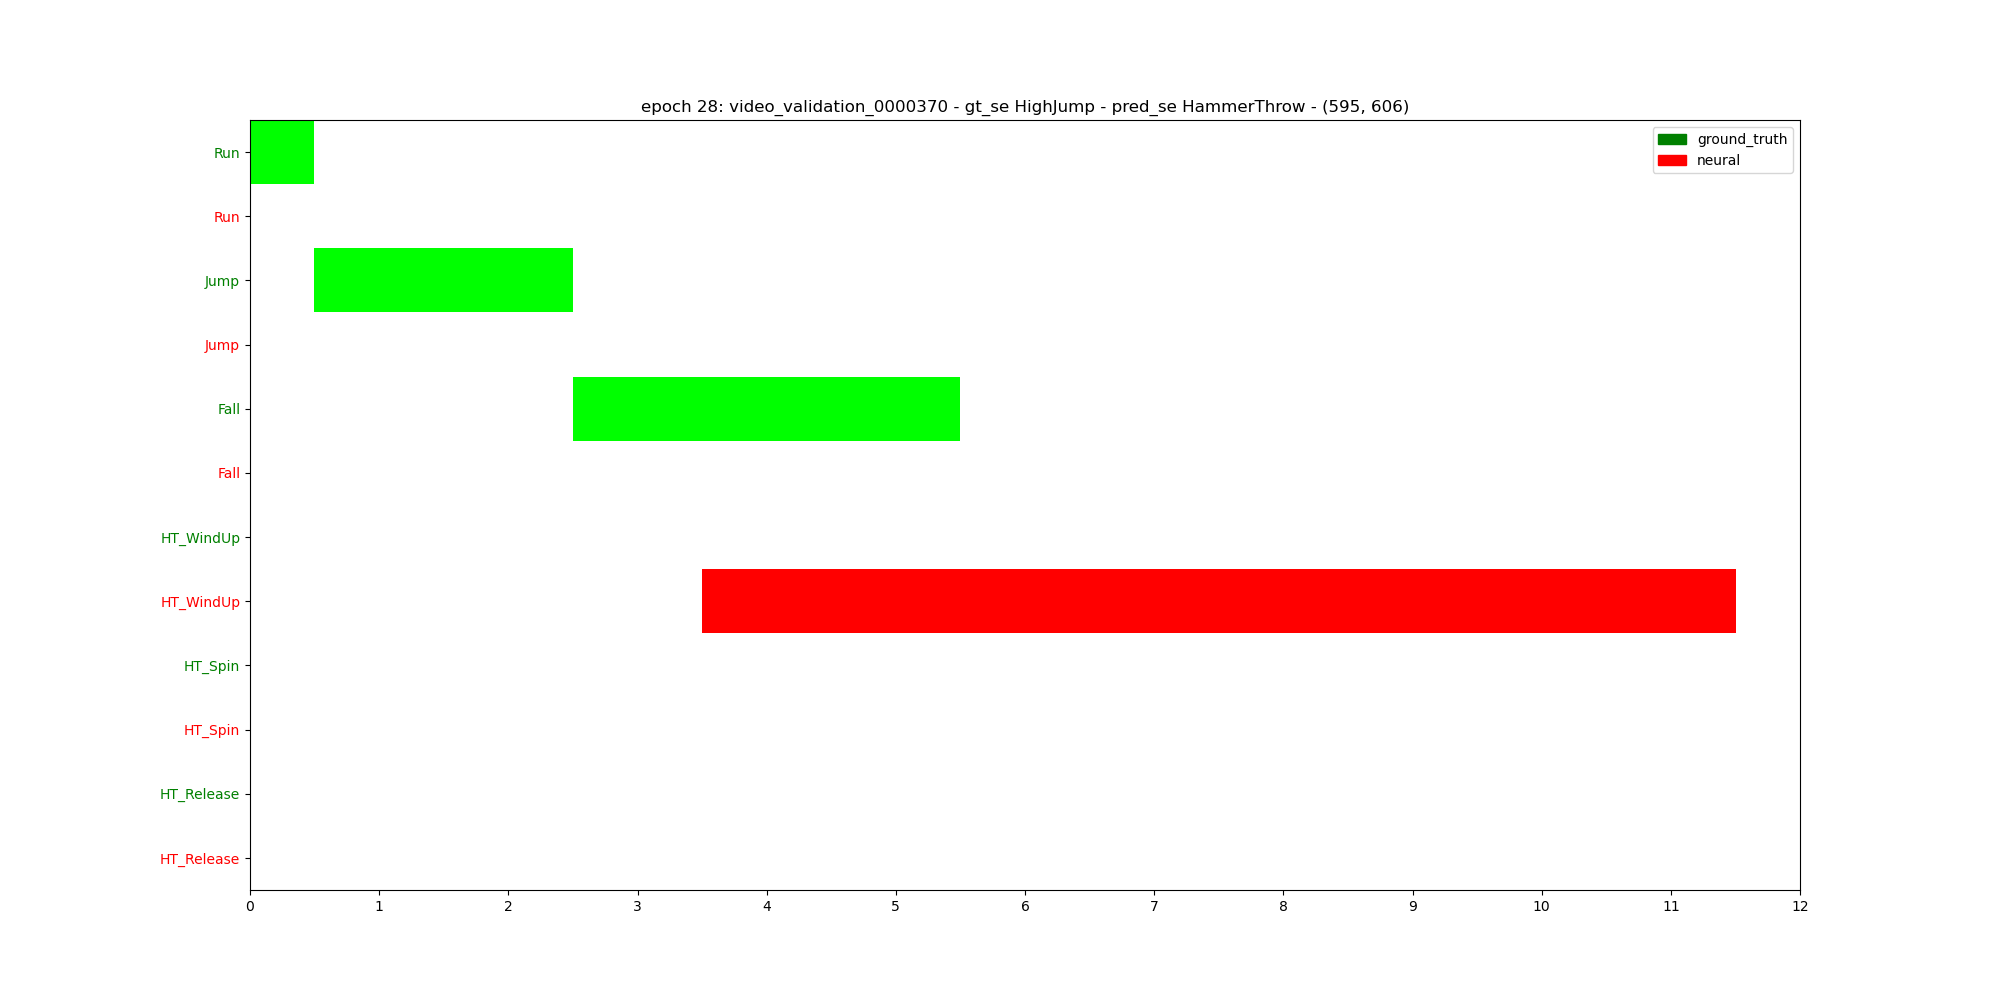 epoch 28: video_validation_0000370 - gt_se HighJump - pred_se HammerThrow - (595, 606)
ground_truth
neural
Run
Run
Jump
Jump
Fall
Fall
HT_WindUp
HT_WindUp
HT_Spin
HT_Spin
HT_Release
HT_Release
0 1 2 3 4 5 6 7 8 9 10 11 12